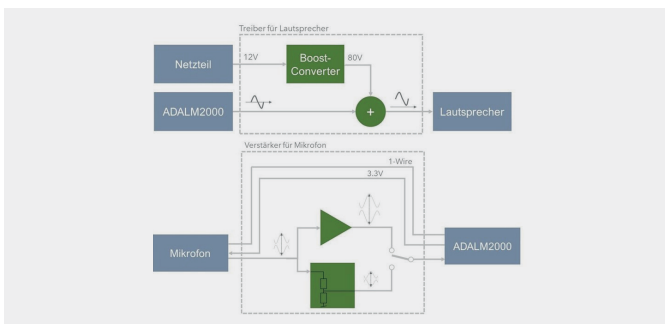 Treiber für Lautsprecher
Netzteil
12V
Boost-
Converter
80V
ADALM2000
+
Lautsprecher
Verstärker für Mikrofon
1-Wire
3.3V
Mikrofon
ADALM2000